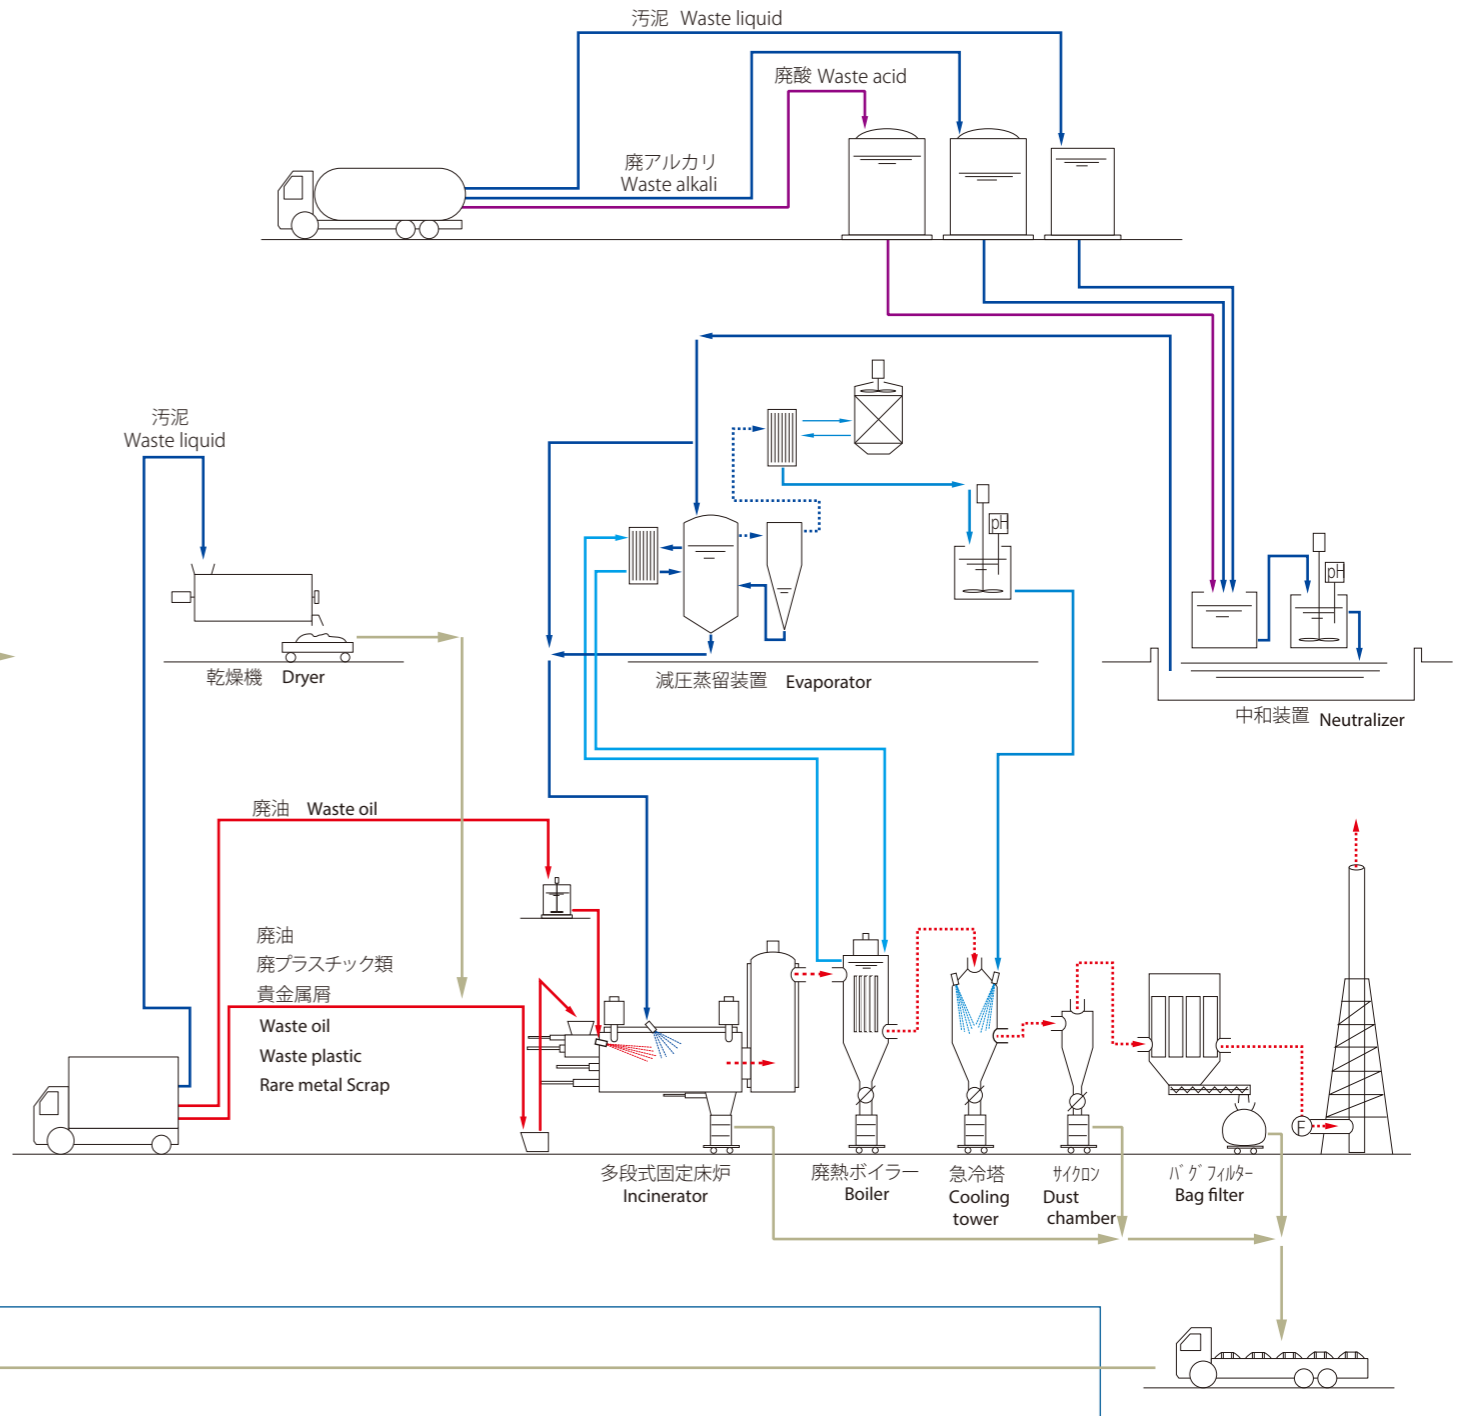 汚泥 Waste liquid
廃酸 Waste acid
廃アルカリ
Waste alkali
汚泥
Waste liquid
pH
pH
乾燥機 Dryer
減圧蒸留装置 Evaporator
中和装置 Neutralizer
廃油 Waste oil
廃油
廃プラスチック類
貴金属屑
Waste oil
Waste plastic
Rare metal Scrap
F
多段式固定床炉
Incinerator
廃熱ボイラー
Boiler
急冷塔
Cooling
tower
サイクロン
Dust
chamber
バグフィルター
Bag filter